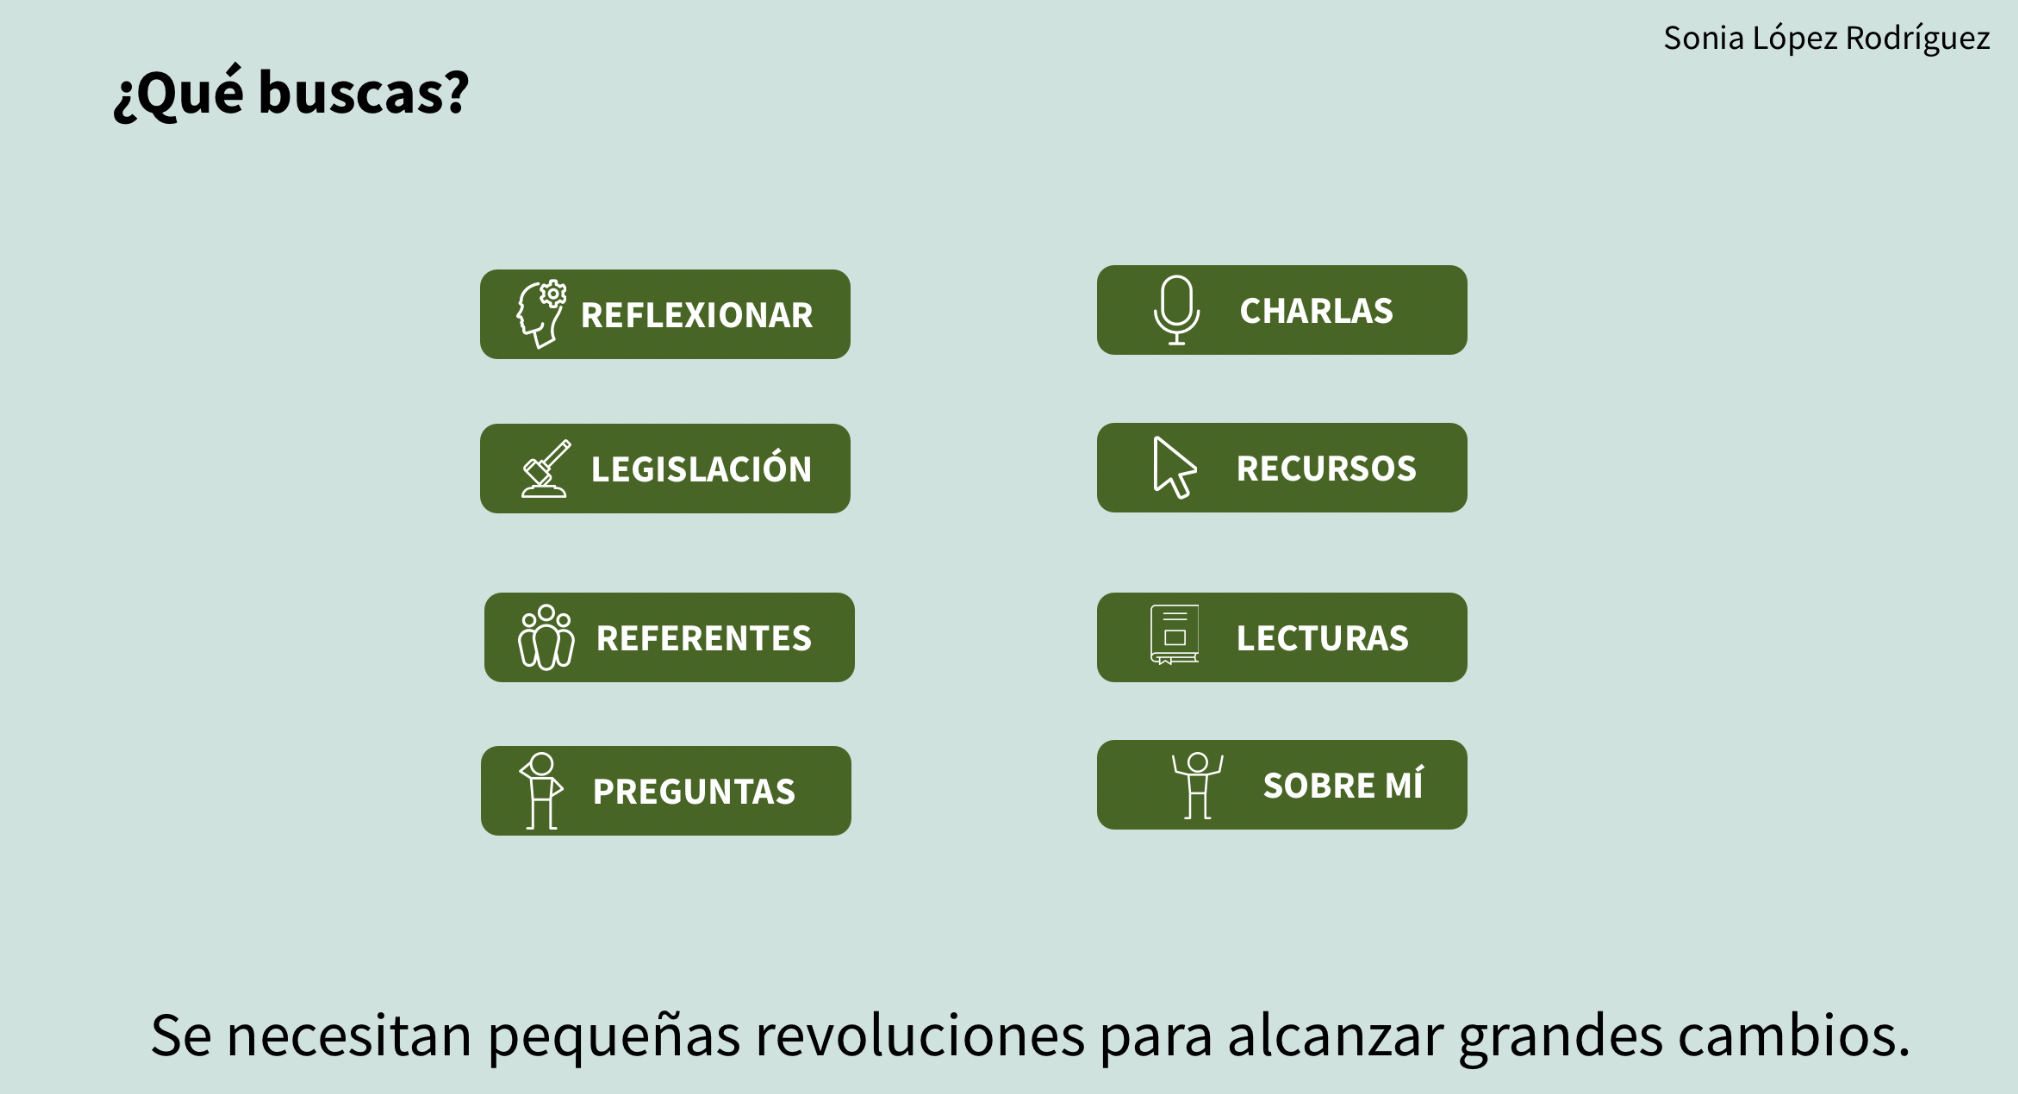 Sonia López Rodríguez
¿Qué buscas?
REFLEXIONAR
CHARLAS
LEGISLACIÓN
RECURSOS
REFERENTES
LECTURAS
PREGUNTAS
SOBRE MÍ
Se necesitan pequeñas revoluciones para alcanzar grandes cambios.